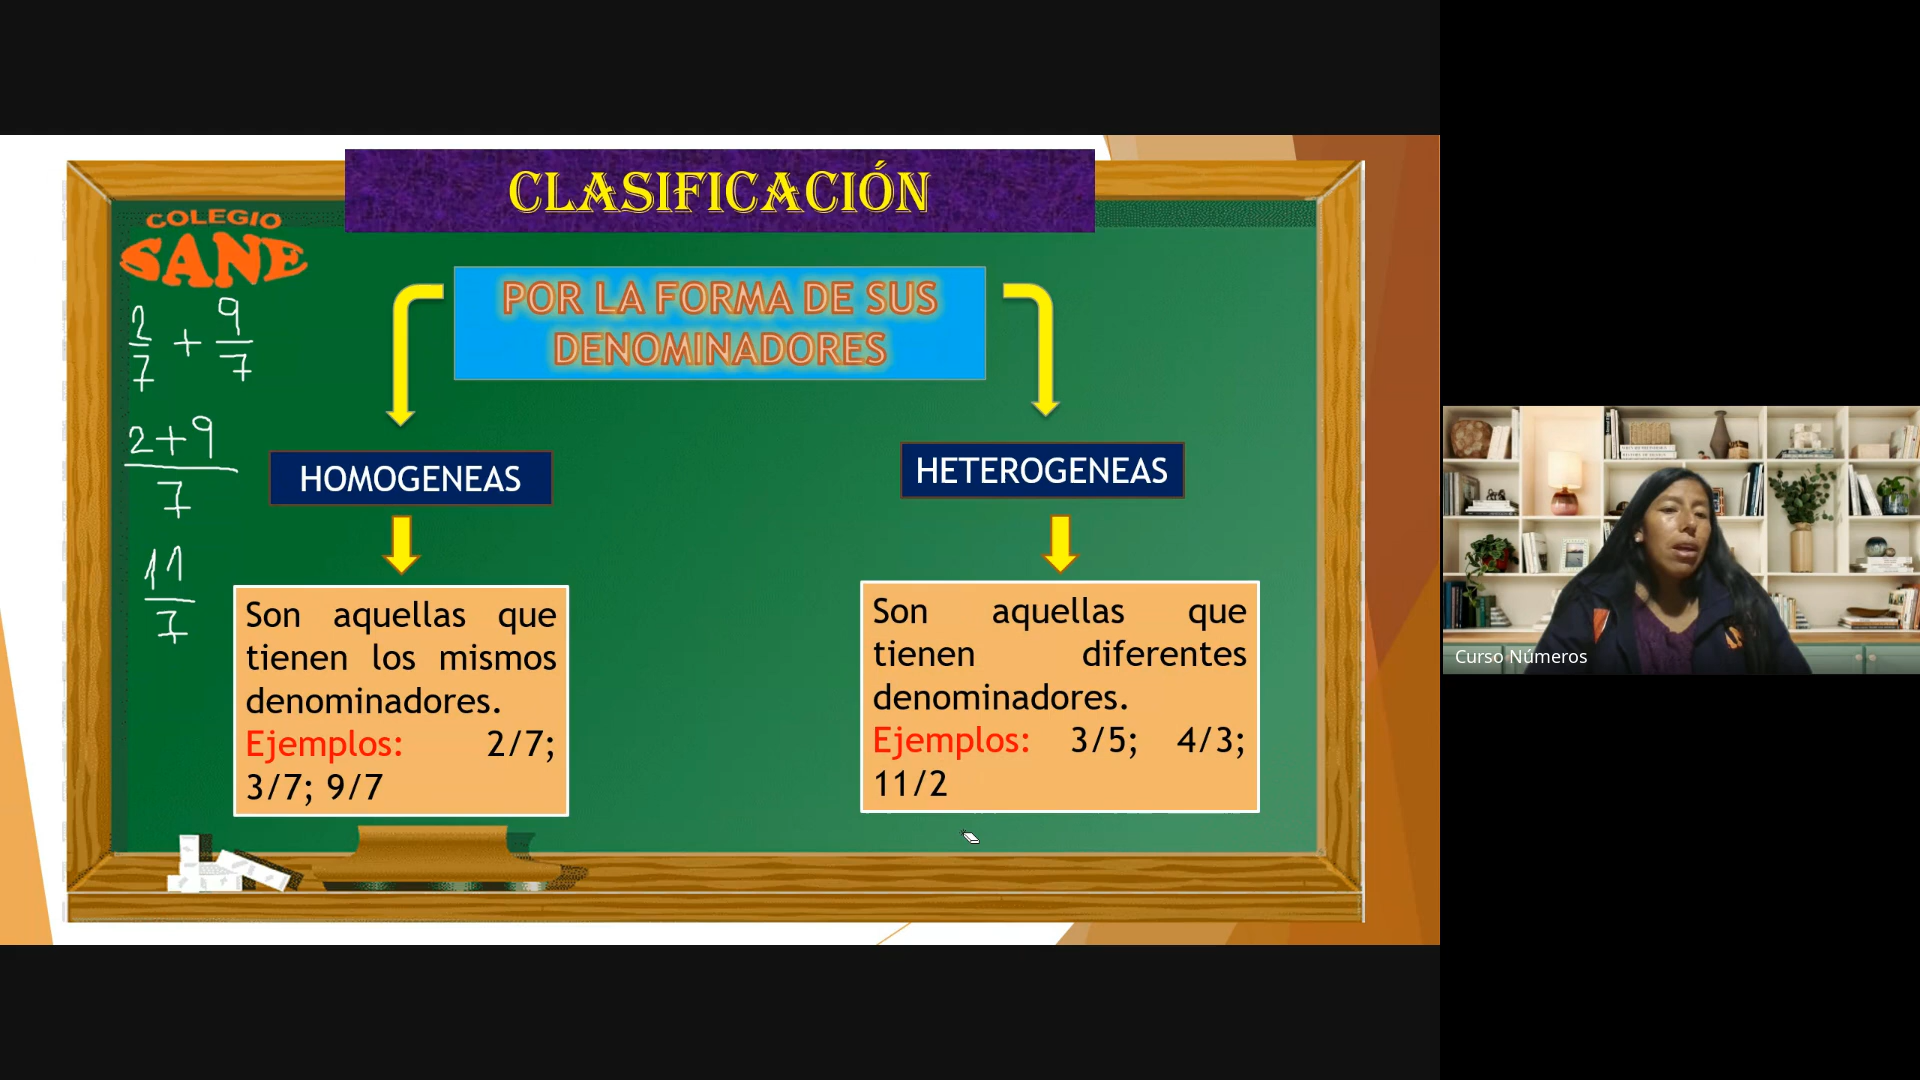 CLASIFICACIÓN
COLEGIO
SANE
POR LA FORMA DE SUS
DENOMINADORES
2/7 + 9/7
2+9
7
11
7
HOMOGENEAS
Son aquellas que
tienen los mismos
denominadores.
Ejemplos: 2/7;
3/7; 9/7
HETEROGENEAS
Son aquellas que
tienen diferentes
denominadores.
Ejemplos: 3/5; 4/3;
11/2
Curso Números